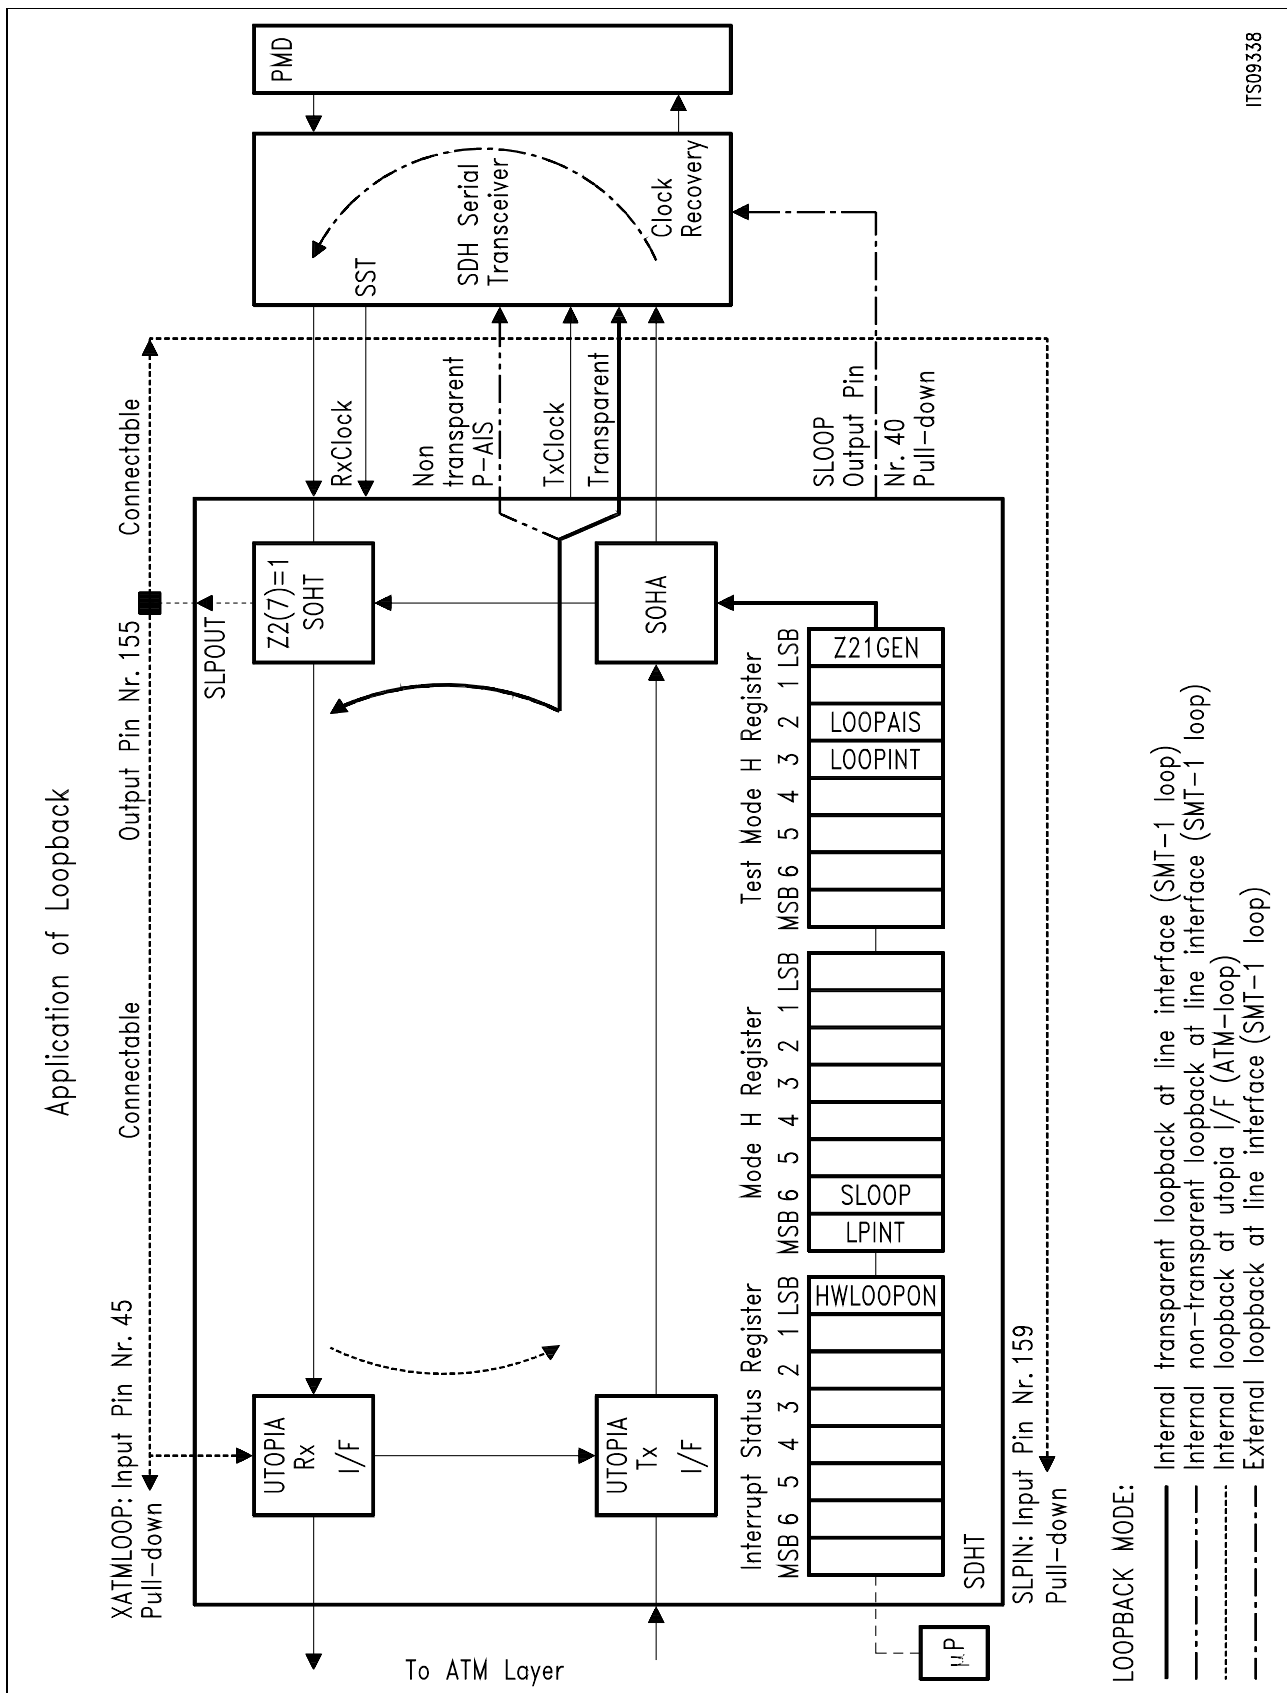 Application of Loopback
XATMLOOP: Input Pin Nr. 45
Pull-down
Connectable
Output Pin Nr. 155
Connectable
SLPOUT
UTOPIA
Rx
I/F
Z2(7)=1
SOHT
RxClock
SST
PMD
Non
transparent
P-AIS
SDH Serial
Transceiver
TxClock
Transparent
Clock
Recovery
To ATM Layer
UTOPIA
Tx
I/F
SOHA
Interrupt Status Register
MSB 6 5 4 3 2 1 LSB
HWLOOPON
Mode H Register
MSB 6 5 4 3 2 1 LSB
LPINT
SLOOP
Test Mode H Register
MSB 6 5 4 3 2 1 LSB
LOOPINT
LOOPAIS
Z21GEN
SLOOP
Output Pin
Nr. 40
Pull-down
µP
SDHT
SLPIN: Input Pin Nr. 159
Pull-down
LOOPBACK MODE:
Internal transparent loopback at line interface (SMT-1 loop)
Internal non-transparent loopback at line interface (SMT-1 loop)
Internal loopback at utopia I/F (ATM-loop)
External loopback at line interface (SMT-1 loop)
ITS09338